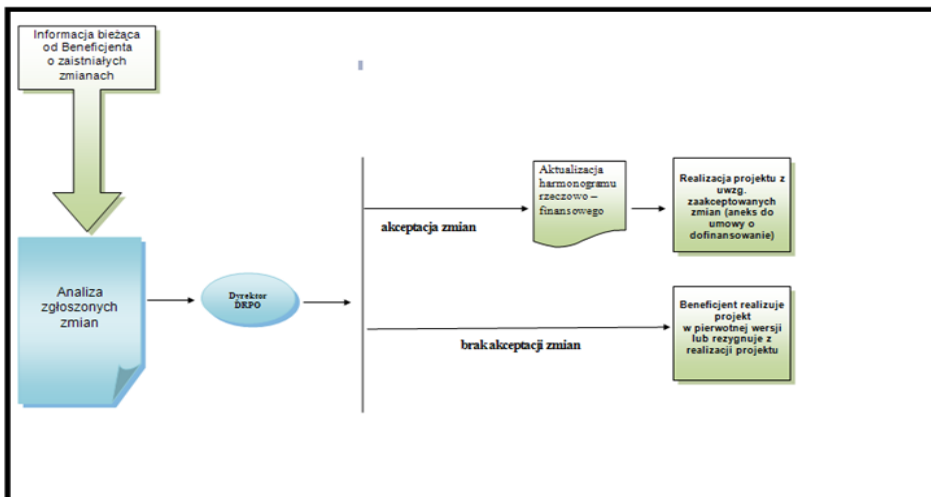 Informacja bieżąca
od Beneficjenta
o zaistniałych
zmianach
Analiza
zgłoszonych
zmian
Dyrektor
DRPO
akceptacja zmian
Aktualizacja
harmonogramu
rzeczowo –
finansowego
Realizacja projektu z
uwzg.
zaakceptowanych
zmian (aneks do
umowy o
dofinansowanie)
brak akceptacji zmian
Beneficjent realizuje
projekt
w pierwotnej wersji
lub rezygnuje z
realizacji projektu